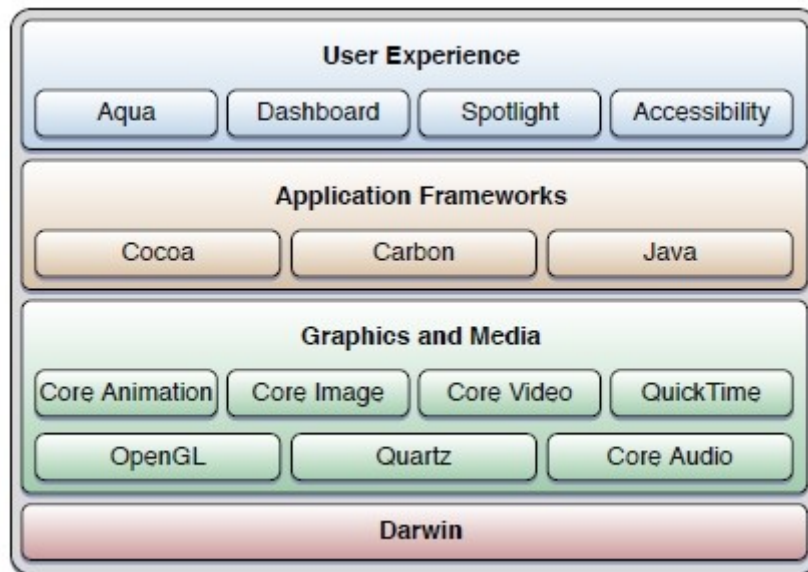 User Experience
Aqua Dashboard Spotlight Accessibility
Application Frameworks
Cocoa Carbon Java
Graphics and Media
Core Animation Core Image Core Video QuickTime
OpenGL Quartz Core Audio
Darwin